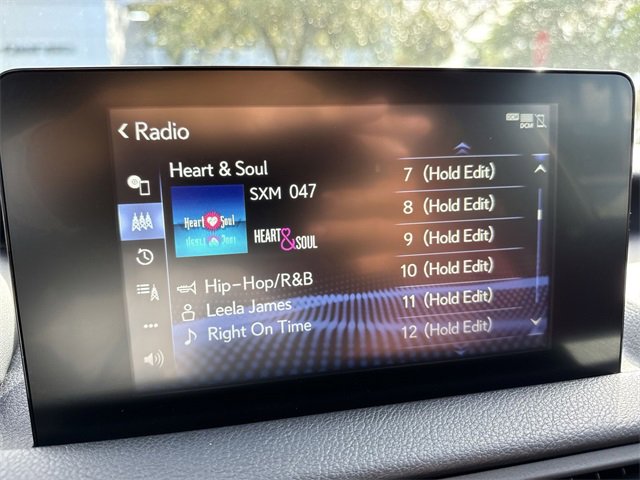 < Radio
DCM
Heart & Soul
SXM 047
Heart Soul
HEART & SOUL
Hip-Hop/R&B
Leela James
Right On Time
7 (Hold Edit)
8 (Hold Edit)
9 (Hold Edit)
10 (Hold Edit)
11 (Hold Edit)
12 (Hold Edit)